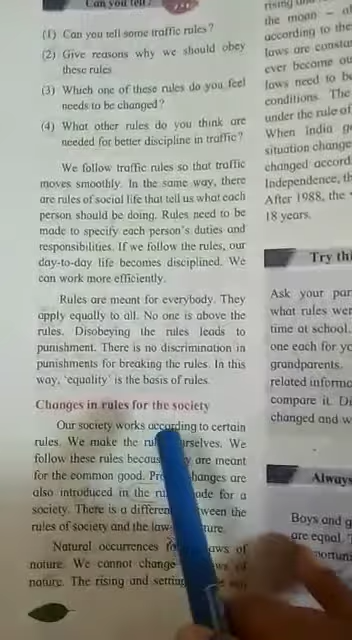 Can you tell?
(1) Can you tell some traffic rules?
(2) Give reasons why we should obey
these rules
(3) Which one of these rules do you feel
needs to be changed?
(4) What other rules do you think are
needed for better discipline in traffic?
We follow traffic rules so that traffic
moves smoothly. In the same way, there
are rules of social life that tell us what each
person should be doing. Rules need to be
made to specify each person's duties and
responsibilities. If we follow the rules, our
day-to-day life becomes disciplined. We
can work more efficiently.
Rules are meant for everybody. They
apply equally to all. No one is above the
rules. Disobeying the rules leads to
punishment. There is no discrimination in
punishments for breaking the rules. In this
way, 'equality' is the basis of rules.
Changes in rules for the society
Our society works according to certain
rules. We make the urselves. We
follow these rules becaus are meant
for the common good. hanges are
also introduced in the ade for a
society. There is a differen ween the
rules of society and the law ture.
Natural occurrences aws of
nature. We cannot change ws of
nature. The rising and setting
rising and
the moon –
according to the
laws are consta
ever become ou
laws need to b
conditions. The
under the rule of
When India g
situation change
changed accord
Independence, th
After 1988, the
18 years.
Try thi
Ask your par
what rules wer
time at school.
one each for yo
grandparents.
related informa
compare it. Di
changed and w
Always
Boys and g
are equal.
portuni